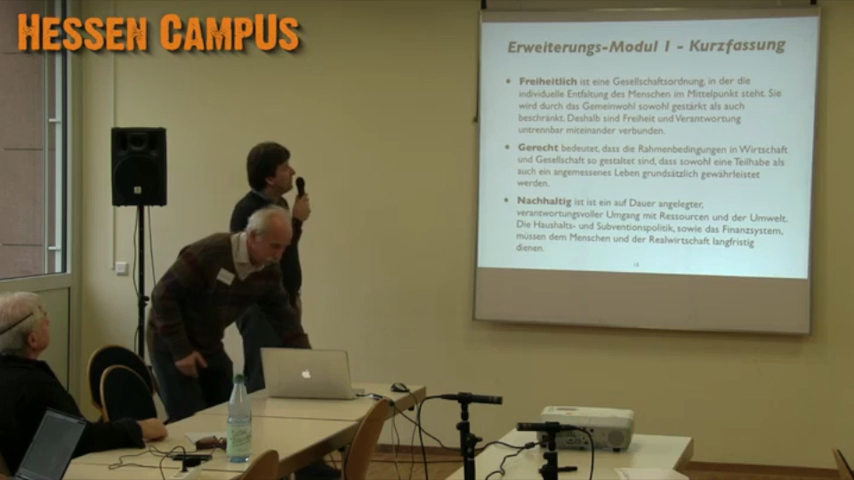 HESSEN CAMPUS
Erweiterungs-Modul 1 - Kurzfassung
• Freiheitlich ist eine Gesellschaftsordnung, in der die
individuelle Entfaltung des Menschen im Mittelpunkt steht. Sie
wird durch das Gemeinwohl sowohl gestärkt als auch
beschränkt. Deshalb sind Freiheit und Verantwortung
untrennbar miteinander verbunden.
• Gerecht bedeutet, dass die Rahmenbedingungen in Wirtschaft
und Gesellschaft so gestaltet sind, dass sowohl eine Teilhabe als
auch ein angemessenes Leben grundsätzlich gewährleistet
werden.
• Nachhaltig ist ist ein auf Dauer angelegter,
verantwortungsvoller Umgang mit Ressourcen und der Umwelt.
Die Haushalts- und Subventionspolitik, sowie das Finanzsystem,
müssen dem Menschen und der Realwirtschaft langfristig
dienen.